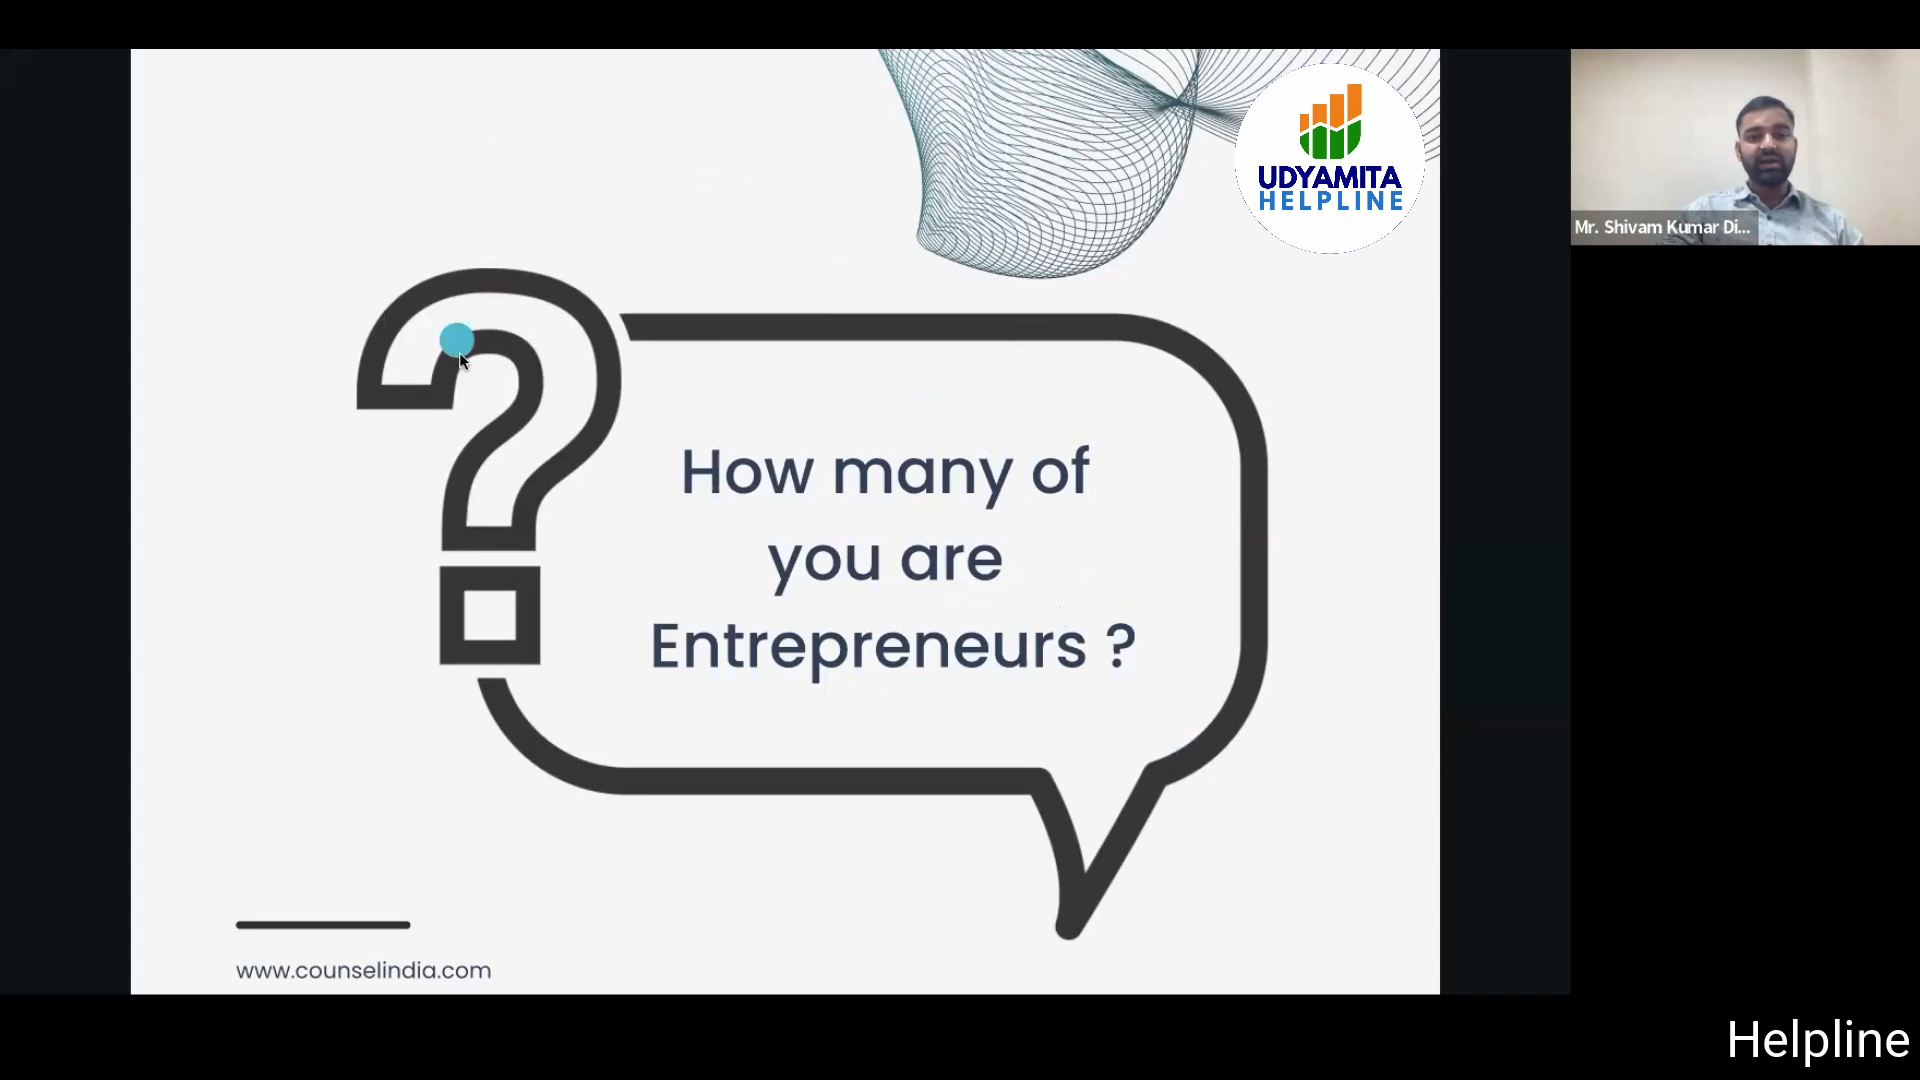 UDYAMITA
HELPLINE
Mr. Shivam Kumar Di...
?
How many of
you are
Entrepreneurs ?
www.counselindia.com
Helpline